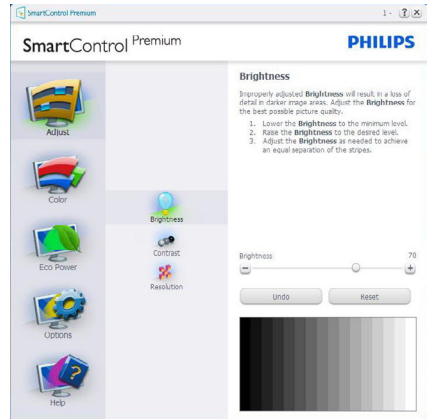 SmartControl Premium
1 - ? X
SmartControl Premium
PHILIPS
Adjust
Color
Eco Power
Options
Help
Brightness
Contrast
Resolution
Brightness
Improperly adjusted Brightness will result in a loss of
detail in darker image areas. Adjust the Brightness for
the best possible picture quality.
1. Lower the Brightness to the minimum level.
2. Raise the Brightness to the desired level.
3. Adjust the Brightness as needed to achieve
an equal separation of the stripes.
Brightness 70
Undo Reset